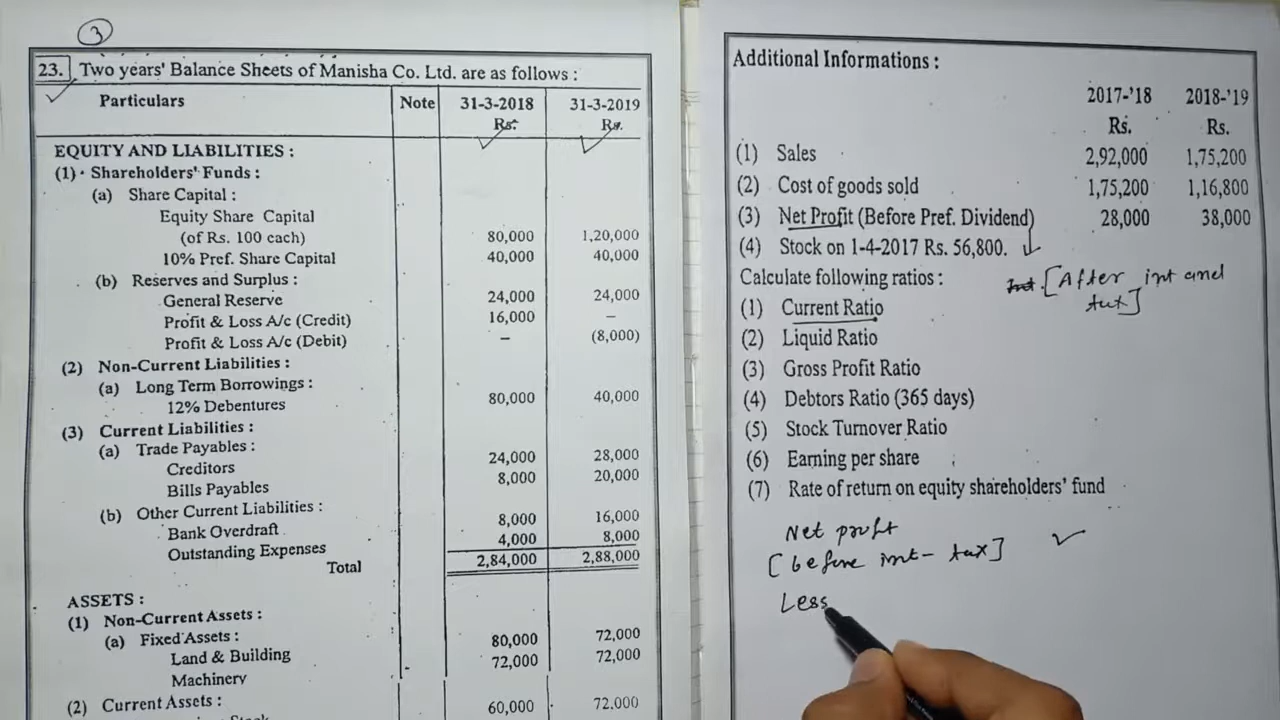 3
23. Two years' Balance Sheets of Manisha Co. Ltd. are as follows :
Particulars Note 31-3-2018 31-3-2019
Rs. Rs.
EQUITY AND LIABILITIES :
(1) Shareholders' Funds :
(a) Share Capital :
Equity Share Capital
(of Rs. 100 each) 80,000 1,20,000
10% Pref. Share Capital 40,000 40,000
(b) Reserves and Surplus :
General Reserve 24,000 24,000
Profit & Loss A/c (Credit) 16,000 –
Profit & Loss A/c (Debit) – (8,000)
(2) Non-Current Liabilities :
(a) Long Term Borrowings :
12% Debentures 80,000 40,000
(3) Current Liabilities :
(a) Trade Payables :
Creditors 24,000 28,000
Bills Payables 8,000 20,000
(b) Other Current Liabilities :
Bank Overdraft 8,000 16,000
Outstanding Expenses 4,000 8,000
Total 2,84,000 2,88,000
ASSETS :
(1) Non-Current Assets :
(a) Fixed Assets :
Land & Building 80,000 72,000
Machinery 72,000 72,000
(2) Current Assets :
Stock 60,000 72,000
Additional Informations :
2017-'18 2018-'19
Rs. Rs.
(1) Sales 2,92,000 1,75,200
(2) Cost of goods sold 1,75,200 1,16,800
(3) Net Profit (Before Pref. Dividend) 28,000 38,000
(4) Stock on 1-4-2017 Rs. 56,800.
Calculate following ratios :
[After int and
tax]
(1) Current Ratio
(2) Liquid Ratio
(3) Gross Profit Ratio
(4) Debtors Ratio (365 days)
(5) Stock Turnover Ratio
(6) Earning per share
(7) Rate of return on equity shareholders' fund
Net profit
[before int - tax]
Less